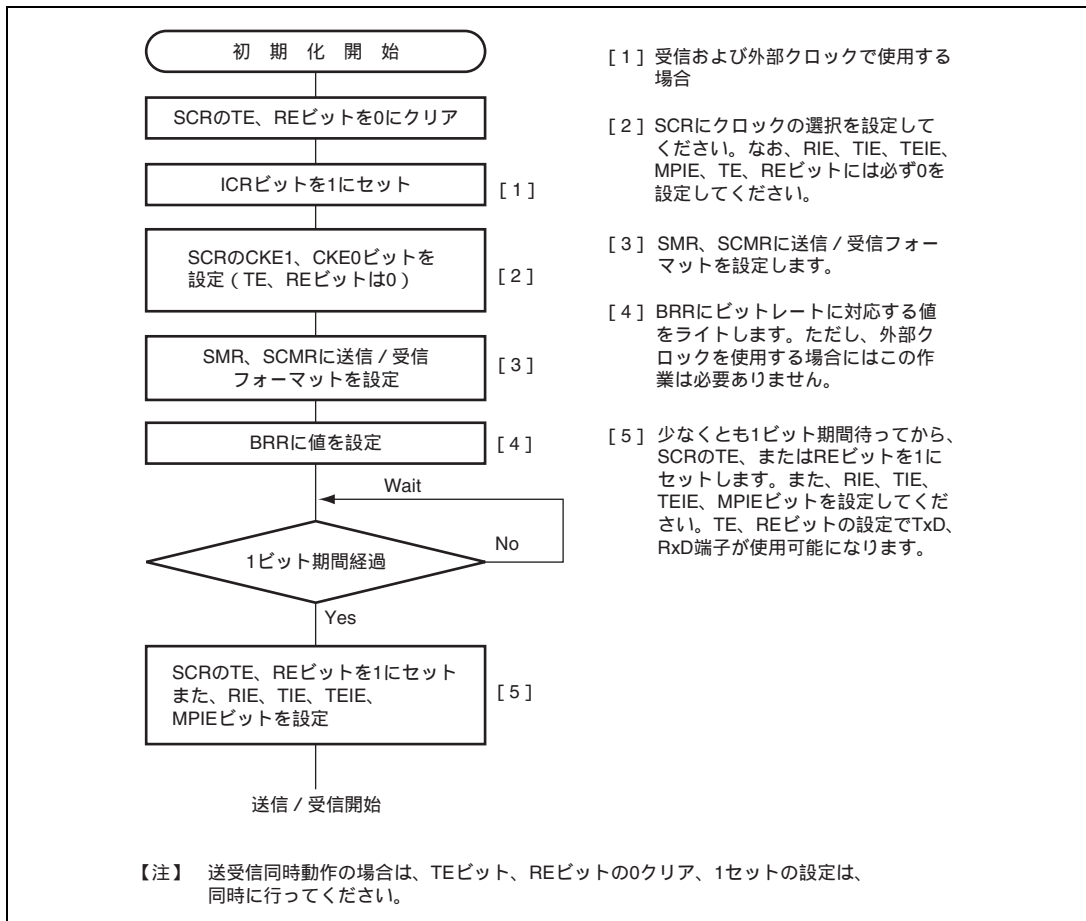 初 期 化 開 始
SCRのTE、REビットを0にクリア
ICRビットを1にセット
[ 1 ]
SCRのCKE1、CKE0ビットを
設定 ( TE、REビットは0 )
[ 2 ]
SMR、SCMRに送信 / 受信
フォーマットを設定
[ 3 ]
BRRに値を設定
[ 4 ]
Wait
No
1ビット期間経過
Yes
SCRのTE、REビットを1にセット
また、RIE、TIE、TEIE、
MPIEビットを設定
[ 5 ]
送信 / 受信開始
[ 1 ] 受信および外部クロックで使用する
場合
[ 2 ] SCRにクロックの選択を設定して
ください。なお、RIE、TIE、TEIE、
MPIE、TE、REビットには必ず0を
設定してください。
[ 3 ] SMR、SCMRに送信 / 受信フォー
マットを設定します。
[ 4 ] BRRにビットレートに対応する値
をライトします。ただし、外部ク
ロックを使用する場合にはこの作
業は必要ありません。
[ 5 ] 少なくとも1ビット期間待ってから、
SCRのTE、またはREビットを1に
セットします。また、RIE、TIE、
TEIE、MPIEビットを設定してくだ
さい。TE、REビットの設定でTxD、
RxD端子が使用可能になります。
【注】 送受信同時動作の場合は、TEビット、REビットの0クリア、1セットの設定は、
同時に行ってください。